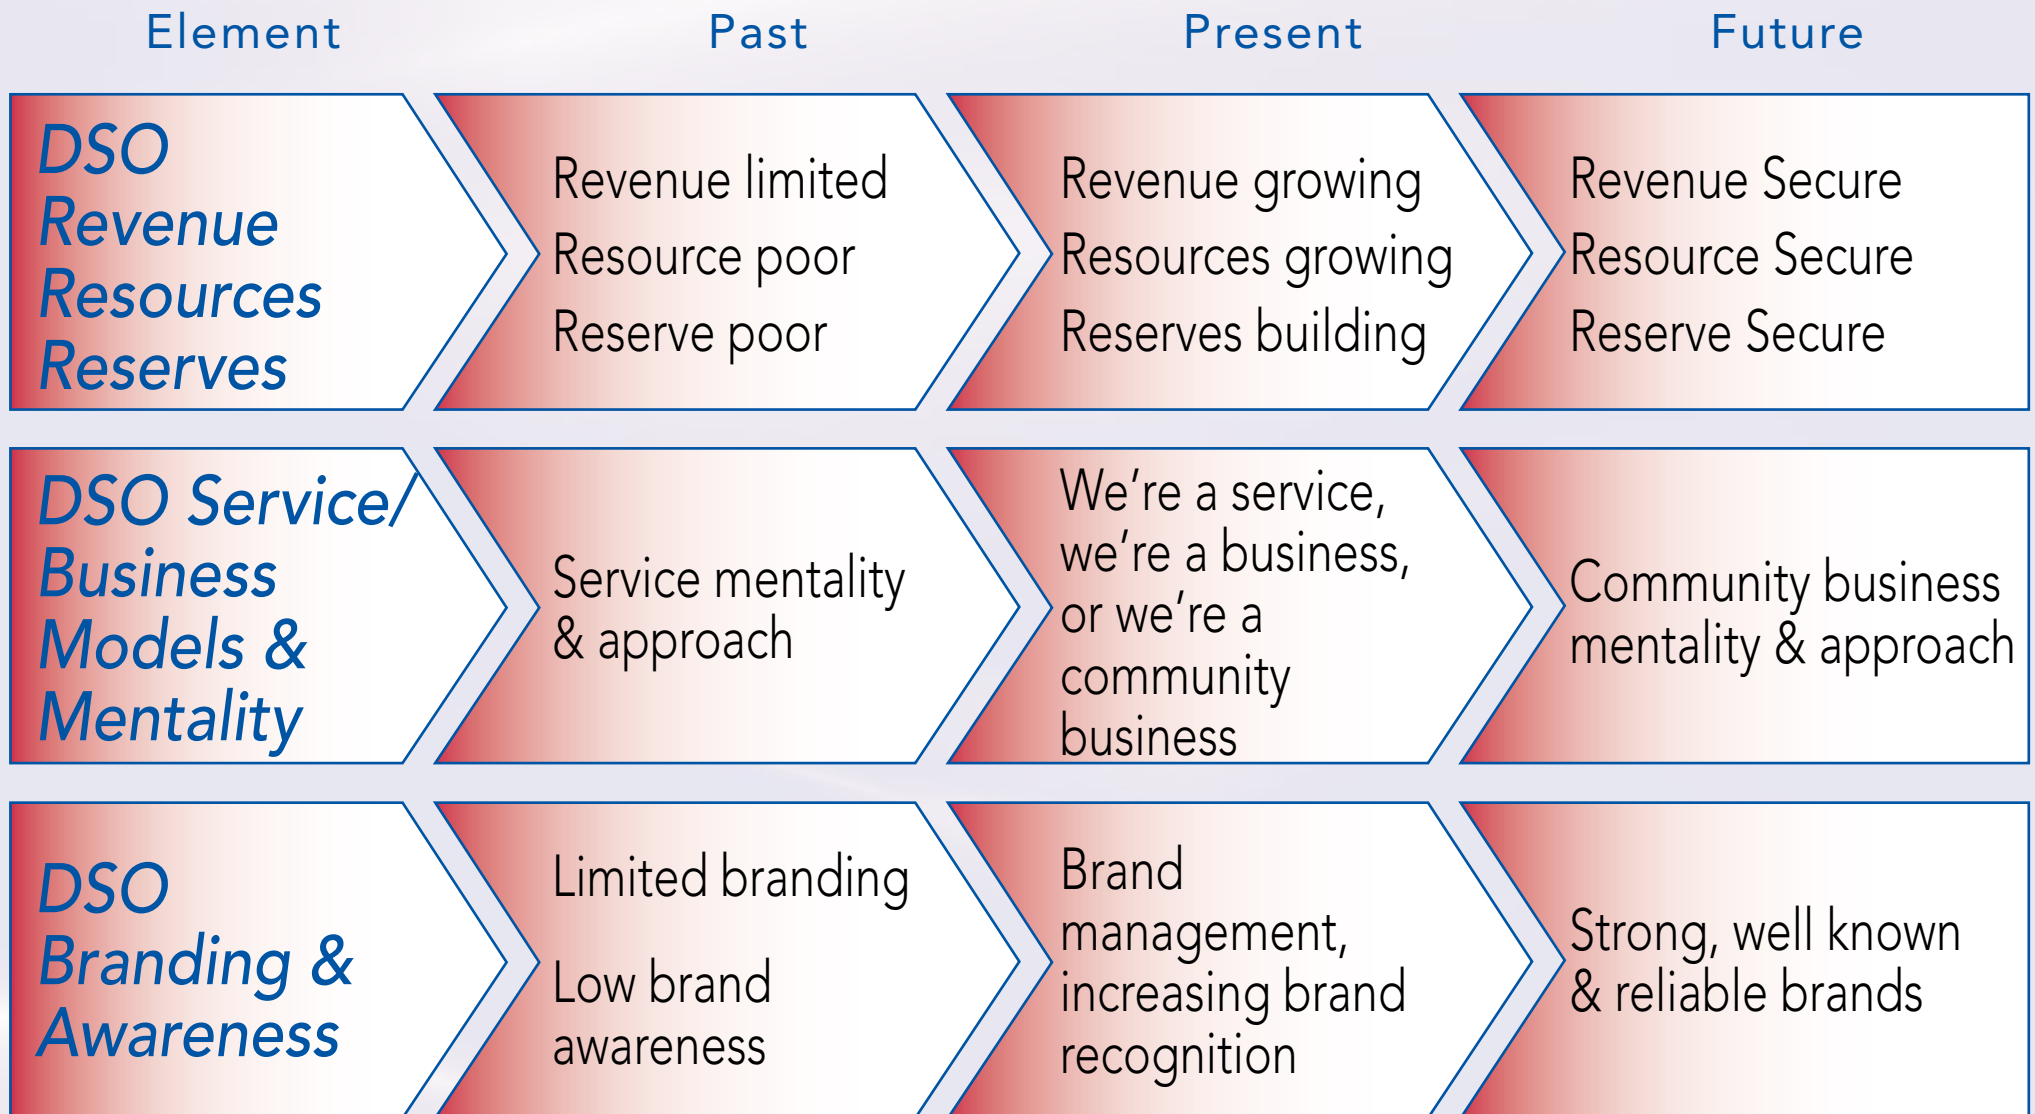 Element
Past
Present
Future
DSO
Revenue
Resources
Reserves
Revenue limited
Resource poor
Reserve poor
Revenue growing
Resources growing
Reserves building
Revenue Secure
Resource Secure
Reserve Secure
DSO Service/
Business
Models &
Mentality
Service mentality
& approach
We’re a service,
we’re a business,
or we’re a
community
business
Community business
mentality & approach
DSO
Branding &
Awareness
Limited branding
Low brand
awareness
Brand
management,
increasing brand
recognition
Strong, well known
& reliable brands